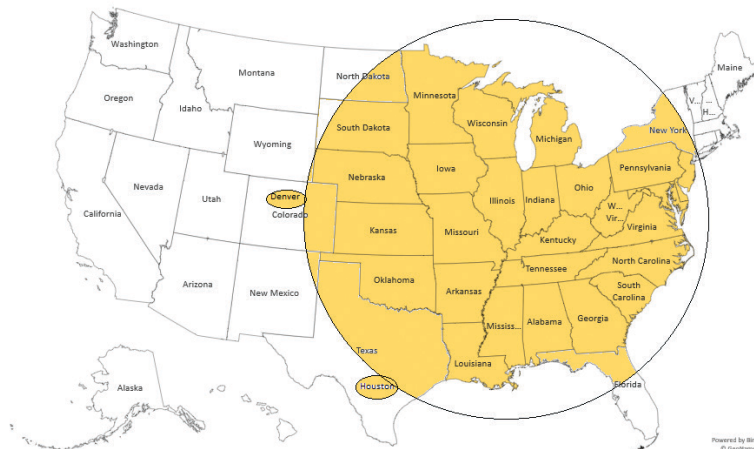 Washington
Montana
North Dakota
Minnesota
Maine
Oregon
Idaho
South Dakota
Wisconsin
Michigan
V...
...
H...
New York
Wyoming
Nebraska
Iowa
Pennsylvania
Nevada
Utah
Denver
Colorado
Illinois
Indiana
Ohio
W...
Vir...
Virginia
California
Kansas
Missouri
Kentucky
North Carolina
Tennessee
Arizona
New Mexico
Oklahoma
Arkansas
South
Carolina
Mississ...
Alabama
Georgia
Texas
Louisiana
Alaska
Houston
Florida
Powered by Bin
© GeoNam